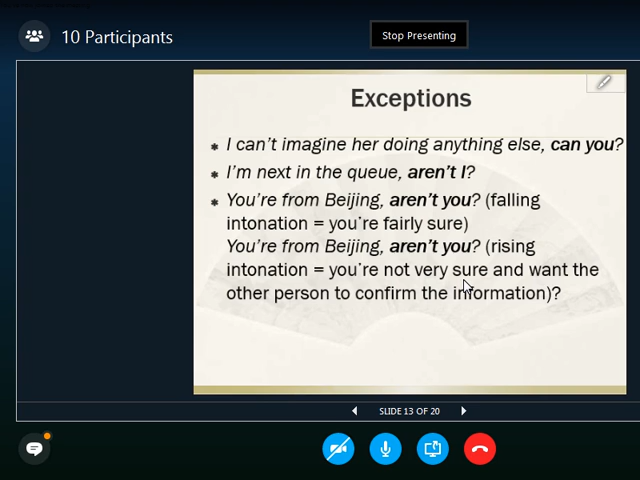 10 Participants
Stop Presenting
Exceptions
I can't imagine her doing anything else, can you?
I'm next in the queue, aren't I?
You're from Beijing, aren't you? (falling
intonation = you're fairly sure)
You're from Beijing, aren't you? (rising
intonation = you're not very sure and want the
other person to confirm the information)?
SLIDE 13 OF 20